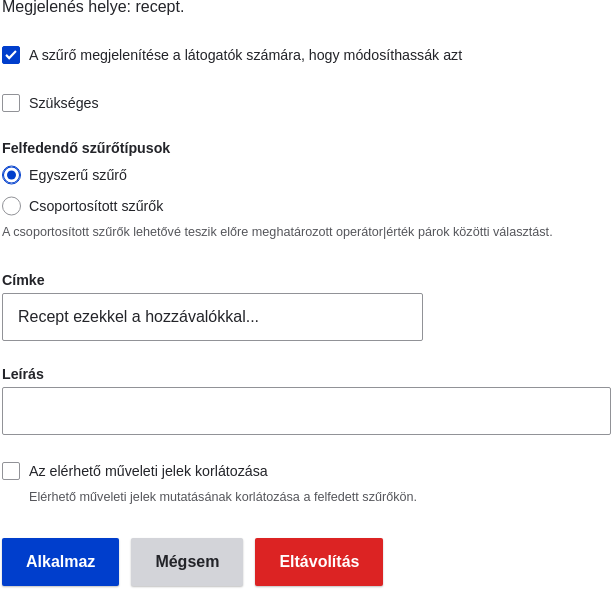 Megjelenés helye: recept.
A szűrő megjelenítése a látogatók számára, hogy módosíthassák azt
Szükséges
Felfedendő szűrőtípusok
Egyszerű szűrő
Csoportosított szűrők
A csoportosított szűrők lehetővé teszik előre meghatározott operátor|érték párok közötti választást.
Címke
Recept ezekkel a hozzávalókkal...
Leírás
Az elérhető műveleti jelek korlátozása
Elérhető műveleti jelek mutatásának korlátozása a felfedett szűrőkön.
Alkalmaz Mégsem Eltávolítás